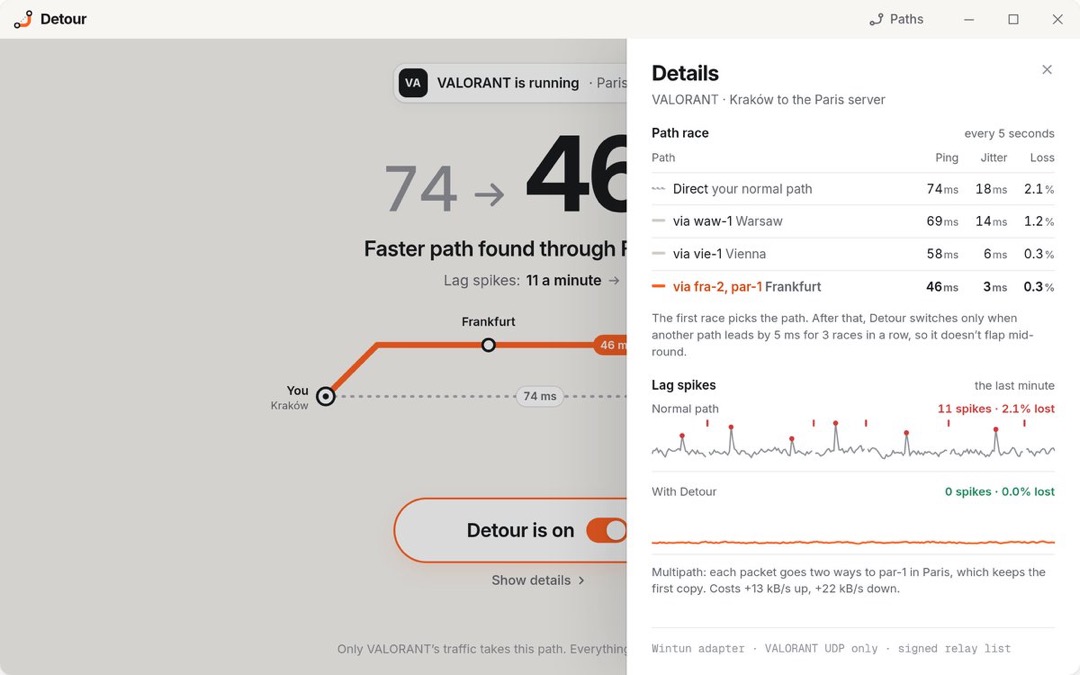 Detour
Paths
VA VALORANT is running · Paris
74 → 46
Faster path found through F
Lag spikes: 11 a minute →
Frankfurt
46 m
You
Kraków
74 ms
Detour is on
Show details >
Only VALORANT's traffic takes this path. Everything
Details
VALORANT · Kraków to the Paris server
Path race every 5 seconds
Path Ping Jitter Loss
Direct your normal path 74ms 18ms 2.1%
via waw-1 Warsaw 69ms 14ms 1.2%
via vie-1 Vienna 58ms 6ms 0.3%
via fra-2, par-1 Frankfurt 46ms 3ms 0.3%
The first race picks the path. After that, Detour switches only when
another path leads by 5 ms for 3 races in a row, so it doesn't flap mid-
round.
Lag spikes the last minute
Normal path 11 spikes · 2.1% lost
With Detour 0 spikes · 0.0% lost
Multipath: each packet goes two ways to par-1 in Paris, which keeps the
first copy. Costs +13 kB/s up, +22 kB/s down.
Wintun adapter · VALORANT UDP only · signed relay list